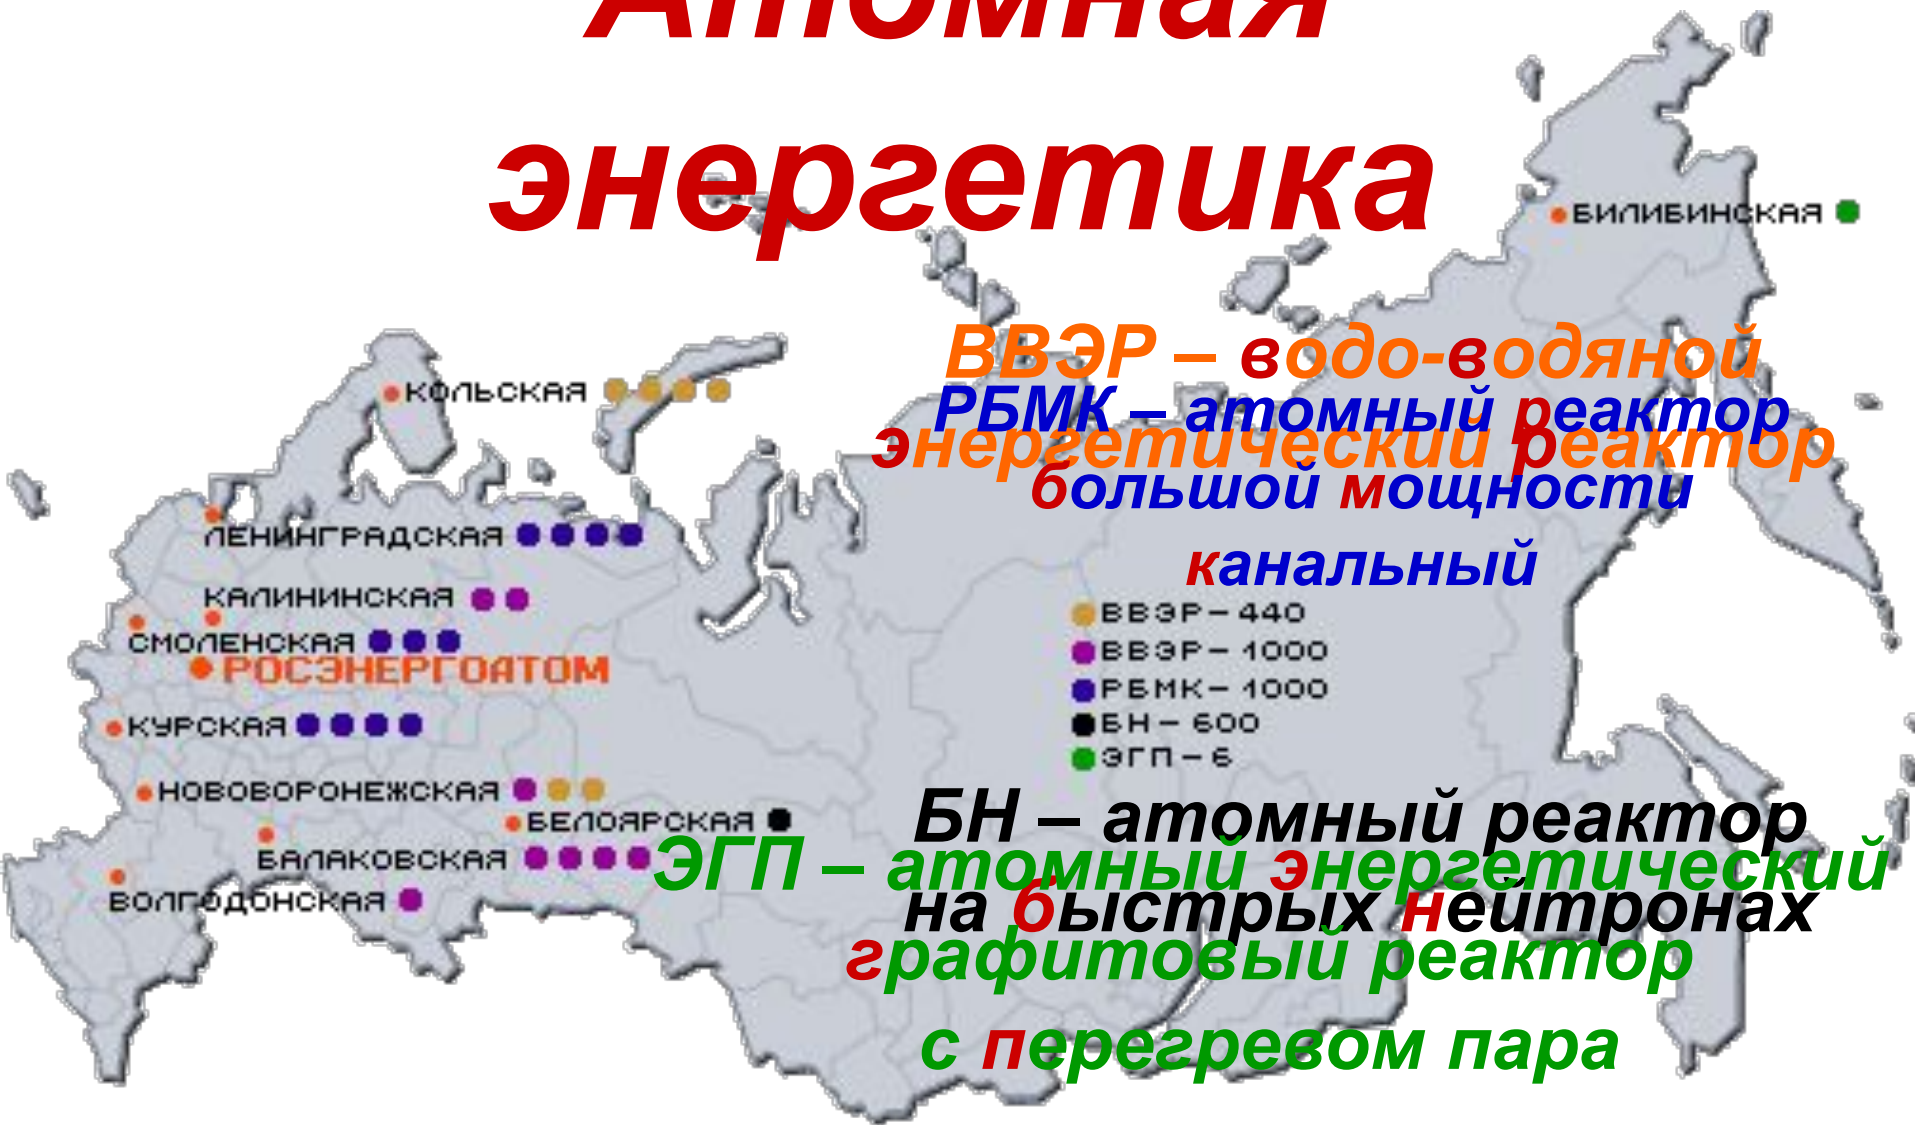 Атомная
энергетика
БИЛИБИНСКАЯ
ВВЭР – водо-водяной
энергетический реактор
РБМК – атомный реактор
большой мощности
канальный
КОЛЬСКАЯ
ЛЕНИНГРАДСКАЯ
КАЛИНИНСКАЯ
СМОЛЕНСКАЯ
РОСЭНЕРГОАТОМ
КУРСКАЯ
НОВОВОРОНЕЖСКАЯ
БЕЛОЯРСКАЯ
БАЛАКОВСКАЯ
ВОЛГОДОНСКАЯ
ВВЭР-440
ВВЭР-1000
РБМК-1000
БН-600
ЭГП-6
БН – атомный реактор
на быстрых нейтронах
ЭГП – атомный энергетический
графитовый реактор
с перегревом пара